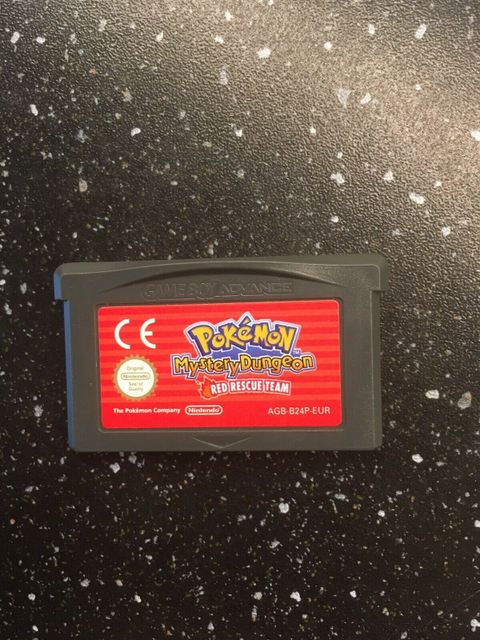 GAME BOY ADVANCE
CE
POKéMON
Mystery Dungeon
TM
RED RESCUE TEAM
Original
Nintendo
Seal of
Quality
The Pokémon Company
Nintendo
AGB-B24P-EUR